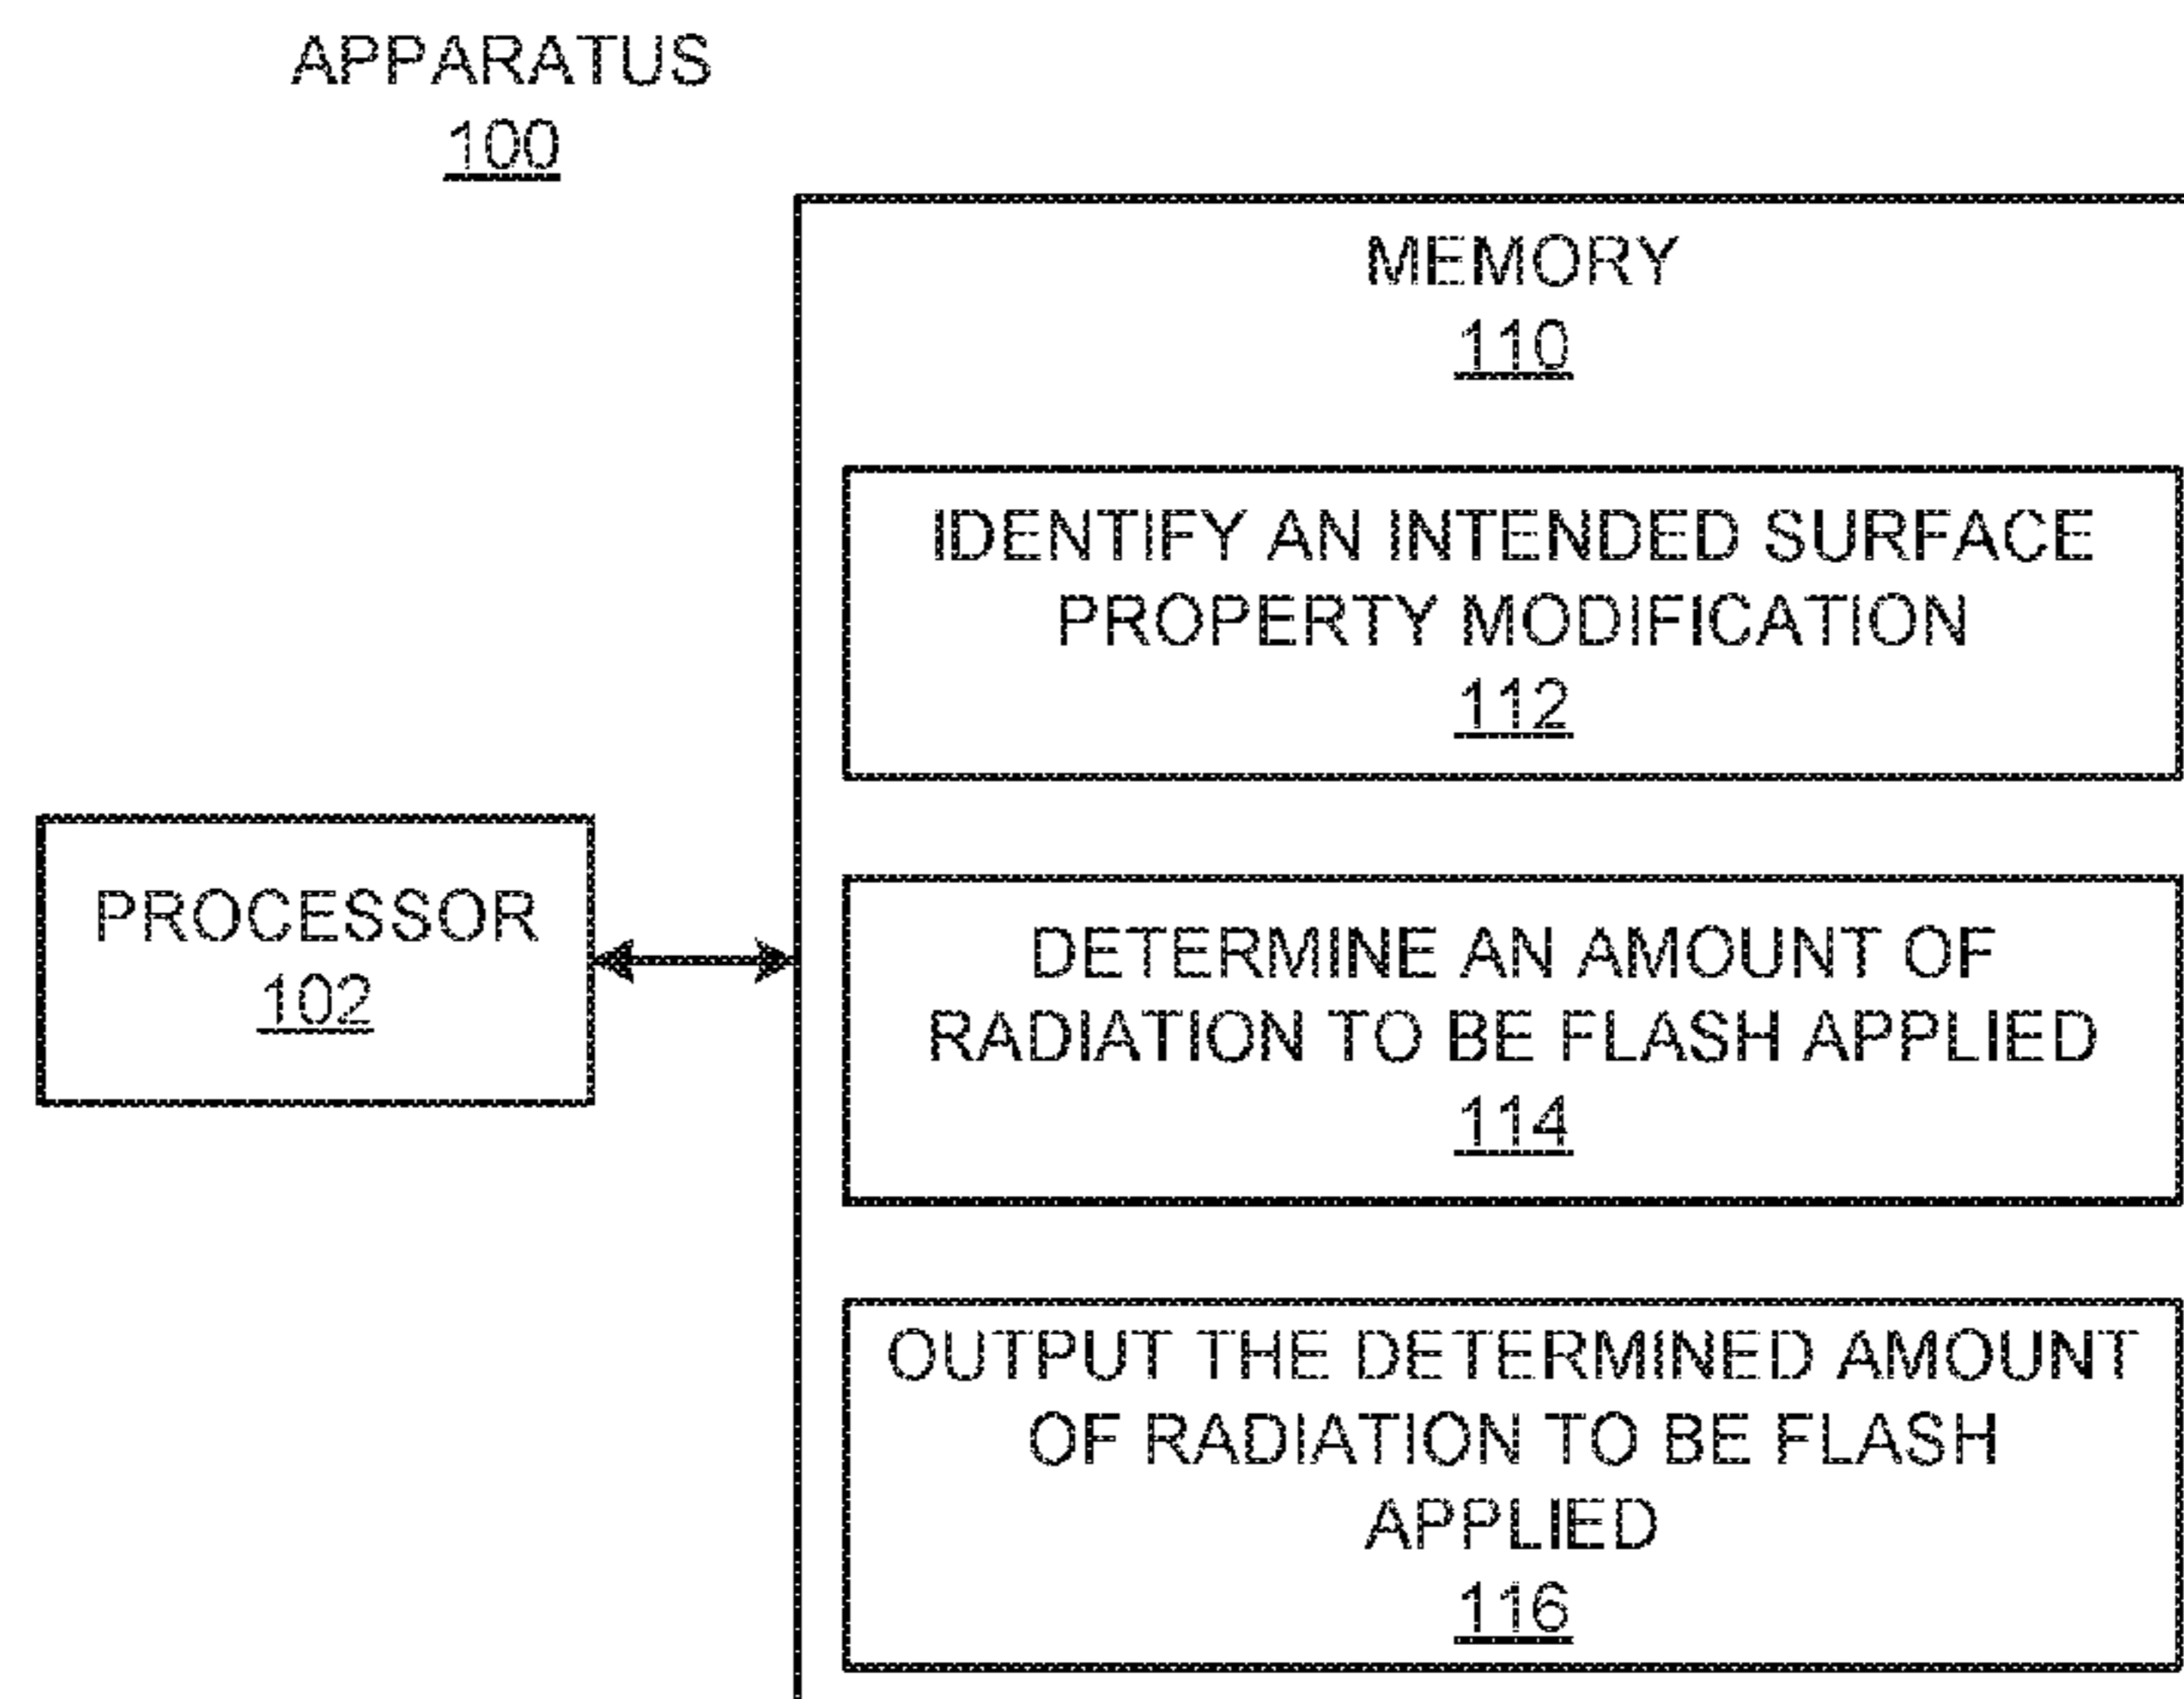 APPARATUS
100
MEMORY
110
IDENTIFY AN INTENDED SURFACE
PROPERTY MODIFICATION
112
PROCESSOR
102
DETERMINE AN AMOUNT OF
RADIATION TO BE FLASH APPLIED
114
OUTPUT THE DETERMINED AMOUNT
OF RADIATION TO BE FLASH
APPLIED
116